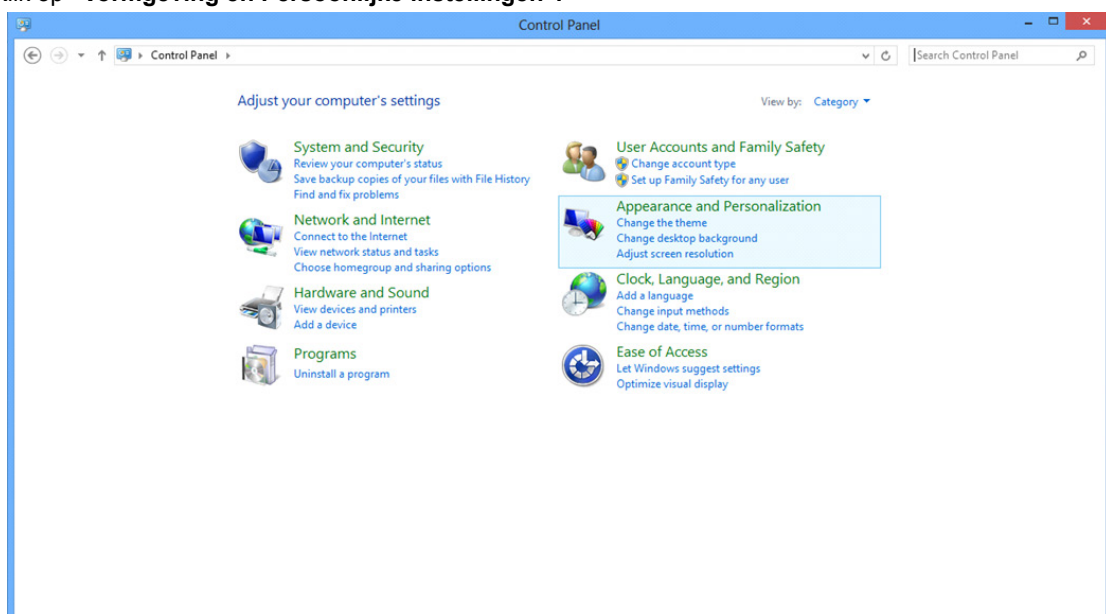 op "Vormgeving en Persoonlijke instellingen".
Control Panel
Control Panel
Search Control Panel
Adjust your computer's settings
View by: Category
System and Security
Review your computer's status
Save backup copies of your files with File History
Find and fix problems
Network and Internet
Connect to the Internet
View network status and tasks
Choose homegroup and sharing options
Hardware and Sound
View devices and printers
Add a device
Programs
Uninstall a program
User Accounts and Family Safety
Change account type
Set up Family Safety for any user
Appearance and Personalization
Change the theme
Change desktop background
Adjust screen resolution
Clock, Language, and Region
Add a language
Change input methods
Change date, time, or number formats
Ease of Access
Let Windows suggest settings
Optimize visual display